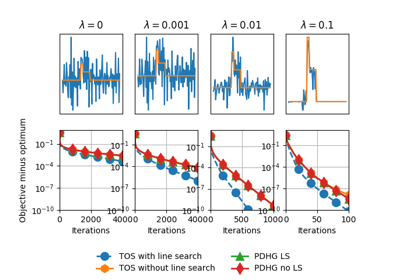 λ = 0 λ = 0.001 λ = 0.01 λ = 0.1
Objective minus optimum
10⁻¹ 10⁻¹ 10⁻¹ 10⁻¹
10⁻⁴ 10⁻⁴ 10⁻⁴ 10⁻⁴
10⁻⁷ 10⁻⁷ 10⁻⁷ 10⁻⁷
10⁻¹⁰ 10⁻¹⁰ 10⁻¹⁰ 10⁻¹⁰
0 2000 4000 0 2000 4000 0 500 1000 0 50 100
Iterations Iterations Iterations Iterations
TOS with line search PDHG LS
TOS without line search PDHG no LS